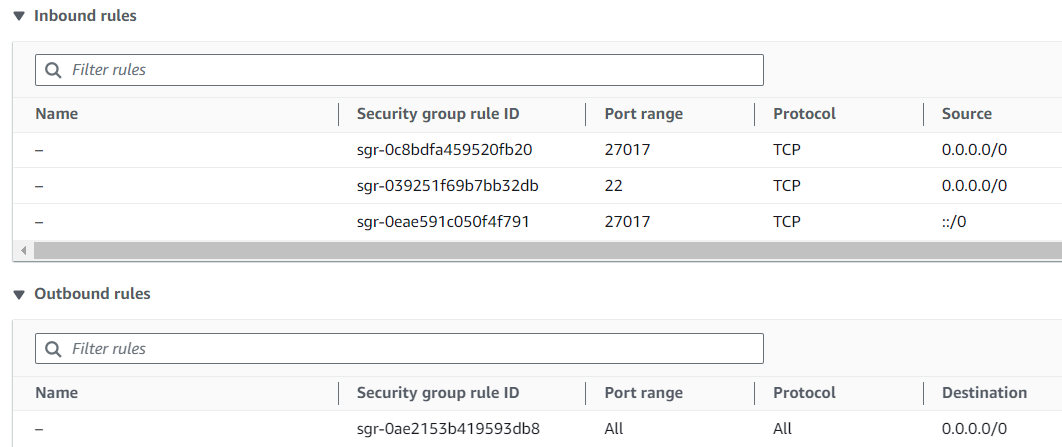 Inbound rules
Filter rules
Name Security group rule ID Port range Protocol Source
– sgr-0c8bdfa459520fb20 27017 TCP 0.0.0.0/0
– sgr-039251f69b7bb32db 22 TCP 0.0.0.0/0
– sgr-0eae591c050f4f791 27017 TCP ::/0
Outbound rules
Filter rules
Name Security group rule ID Port range Protocol Destination
– sgr-0ae2153b419593db8 All All 0.0.0.0/0